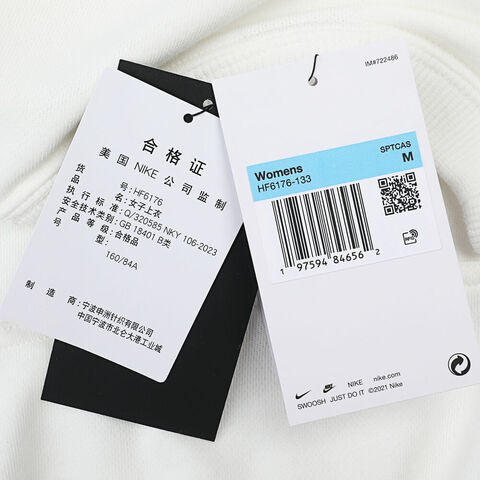 合格证
美国 NIKE 公司监制
货号: HF6176
品名: 女子上衣
执行标准: Q/320585 NKY 106-2023
安全技术类别: GB 18401 B类
产品等级: 合格品
型: 160/84A
制造商: 宁波申洲针织有限公司
中国宁波市北仑大港工业城
IM#722486
SPTCAS
Womens
M
HF6176-133
1 97594 84656 2
NIKE nike.com
SWOOSH JUST DO IT ©2021 Nike